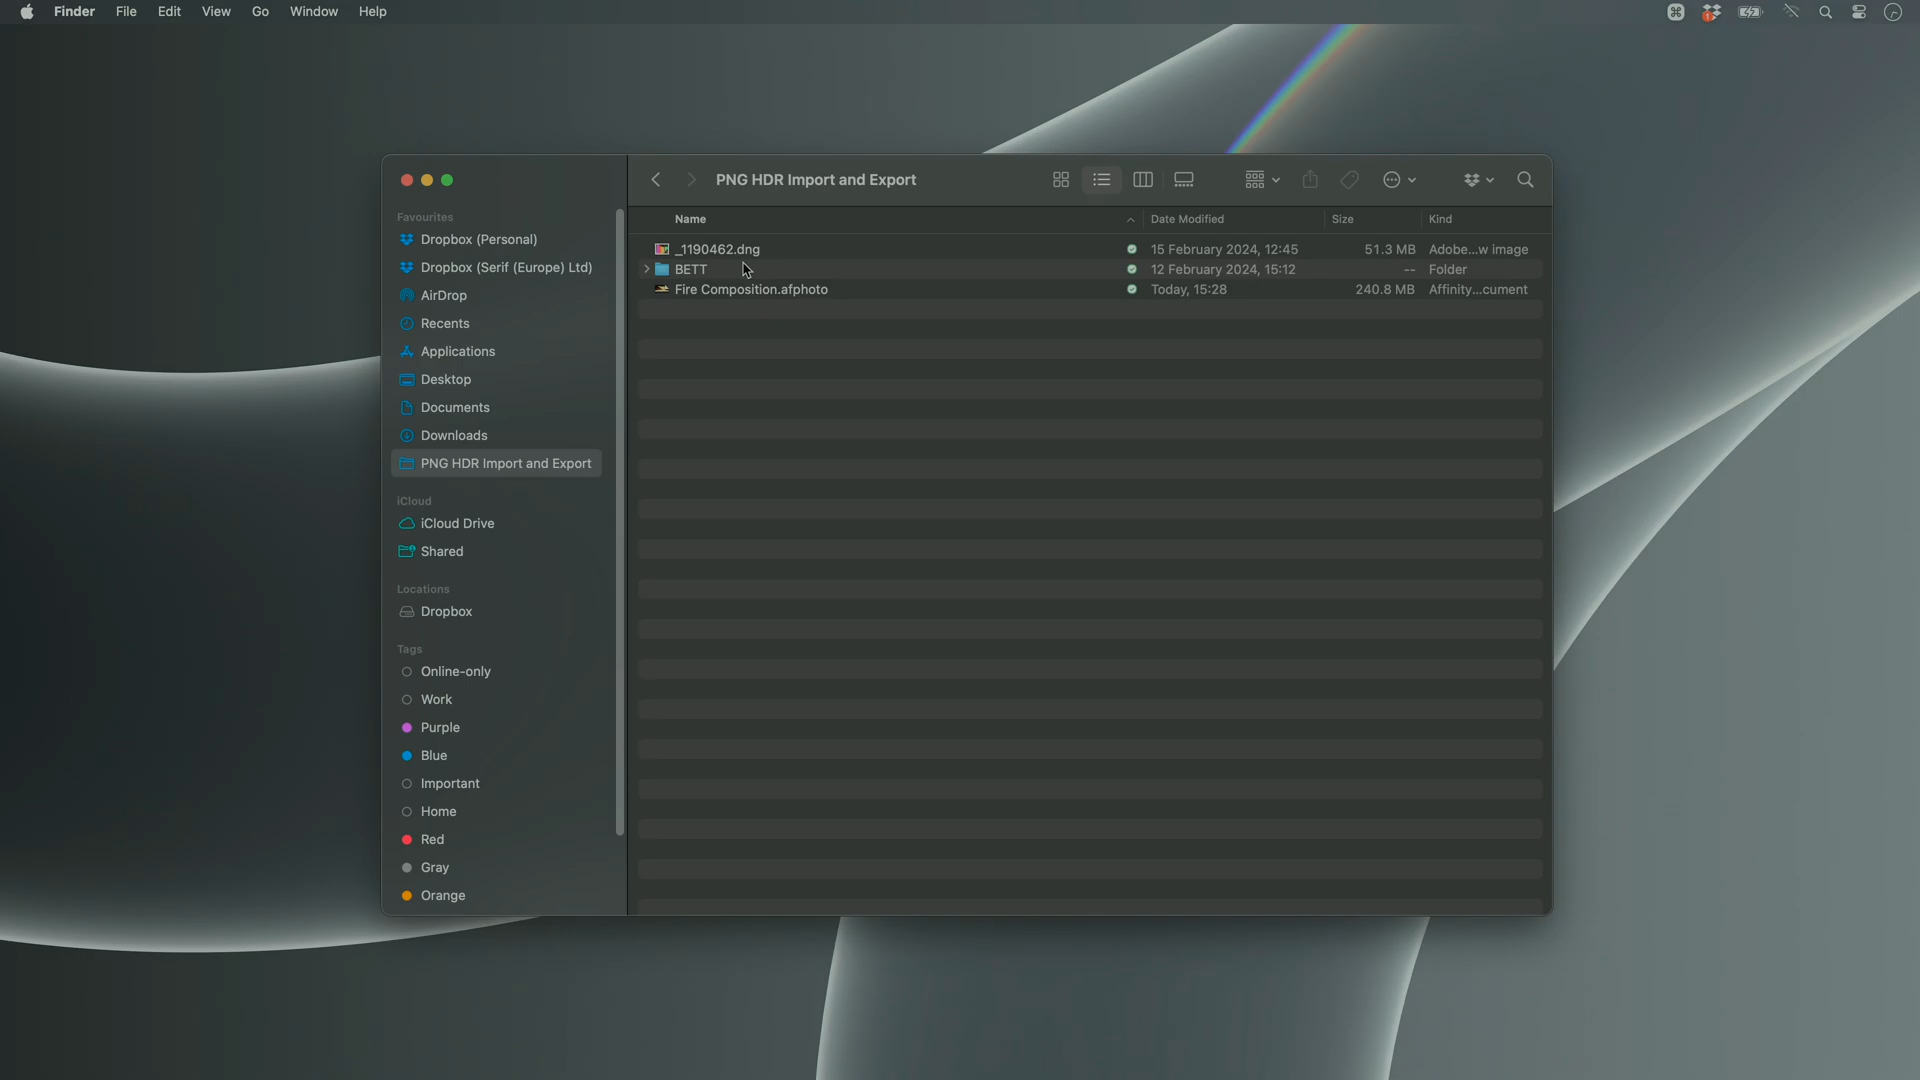 Finder File Edit View Go Window Help
PNG HDR Import and Export
Favourites
Dropbox (Personal)
Dropbox (Serif (Europe) Ltd)
AirDrop
Recents
Applications
Desktop
Documents
Downloads
PNG HDR Import and Export
iCloud
iCloud Drive
Shared
Locations
Dropbox
Tags
Online-only
Work
Purple
Blue
Important
Home
Red
Gray
Orange
Name Date Modified Size Kind
_1190462.dng 15 February 2024, 12:45 51.3 MB Adobe...w image
BETT 12 February 2024, 15:12 -- Folder
Fire Composition.afphoto Today, 15:28 240.8 MB Affinity...cument